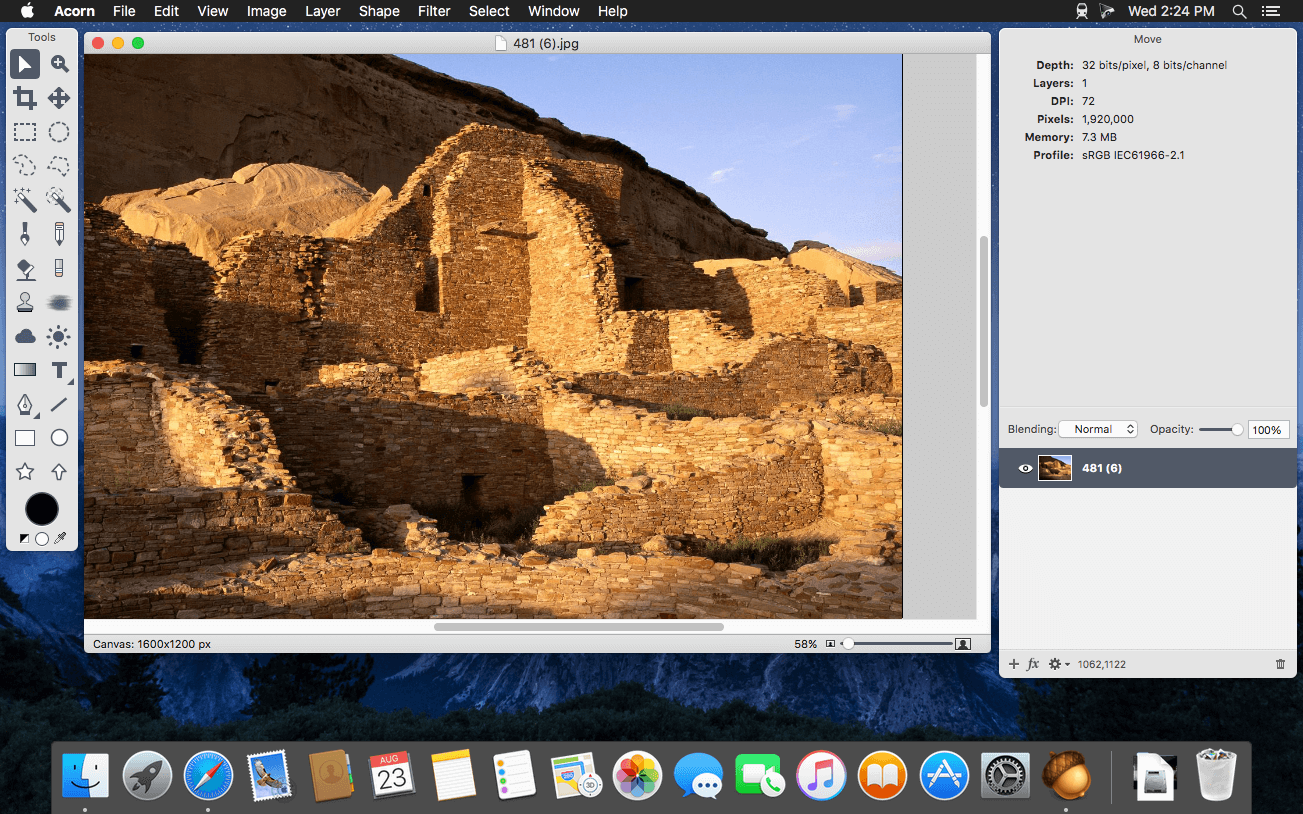 Acorn File Edit View Image Layer Shape Filter Select Window Help Wed 2:24 PM
Tools
481 (6).jpg
Move
Depth: 32 bits/pixel, 8 bits/channel
Layers: 1
DPI: 72
Pixels: 1,920,000
Memory: 7.3 MB
Profile: sRGB IEC61966-2.1
T
Blending: Normal Opacity: 100%
481 (6)
Canvas: 1600x1200 px 58%
fx 1062,1122
AUG
23
3D